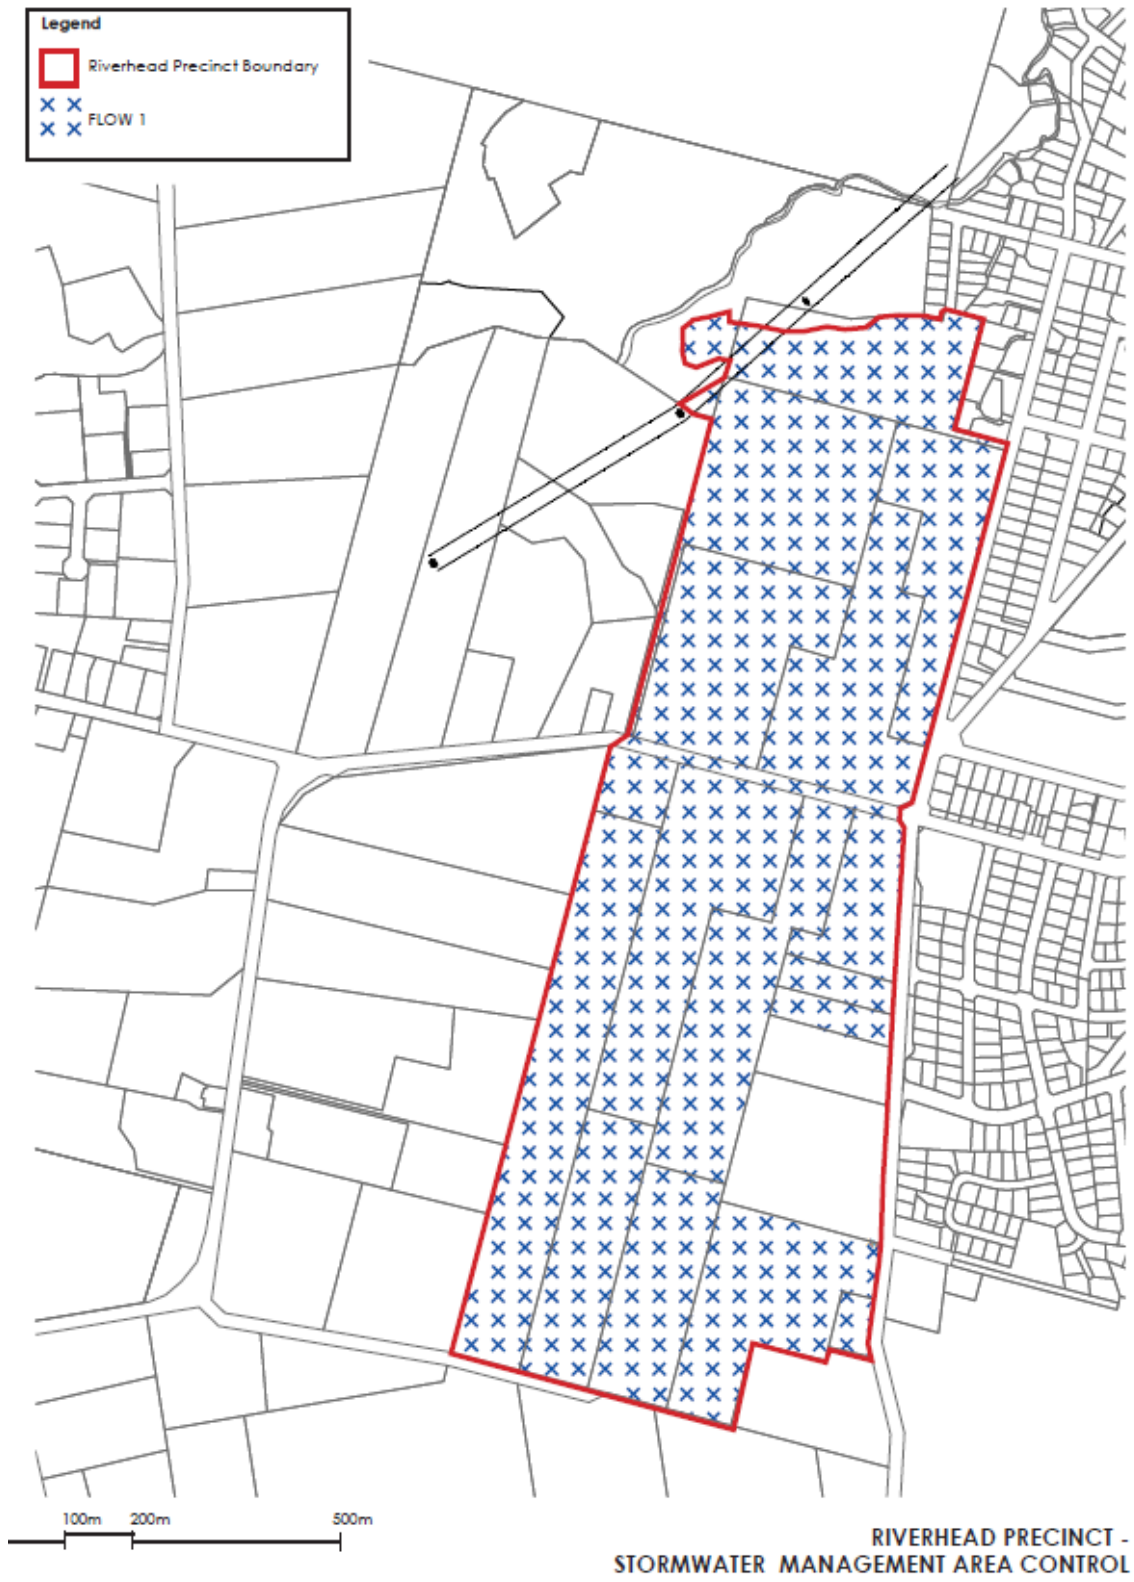 Legend
Riverhead Precinct Boundary
FLOW 1
100m 200m 500m
RIVERHEAD PRECINCT -
STORMWATER MANAGEMENT AREA CONTROL